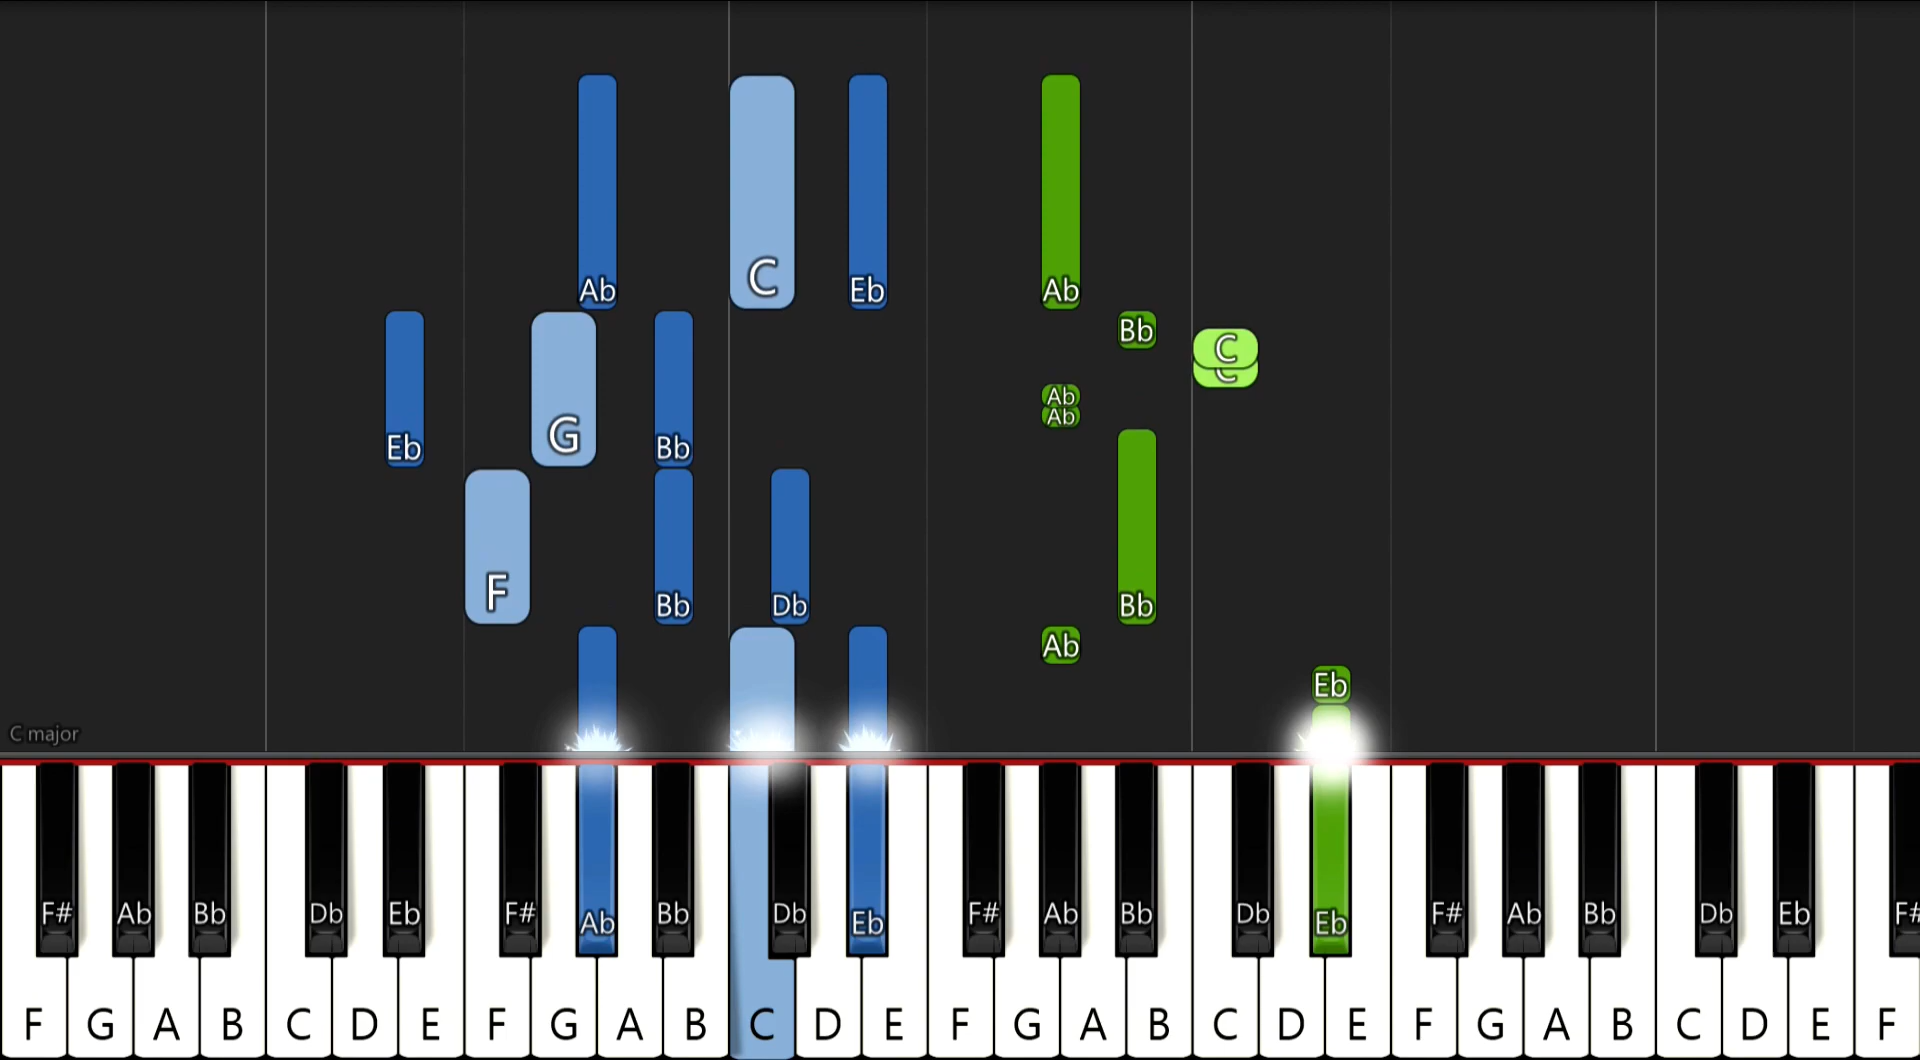 Ab C Eb Ab
Bb
C
C
Ab
Ab
Eb G Bb
F Bb Db Bb
Ab
Eb
C major
F# Ab Bb Db Eb F# Ab Bb Db Eb F# Ab Bb Db Eb F# Ab Bb Db Eb F#
F G A B C D E F G A B C D E F G A B C D E F G A B C D E F